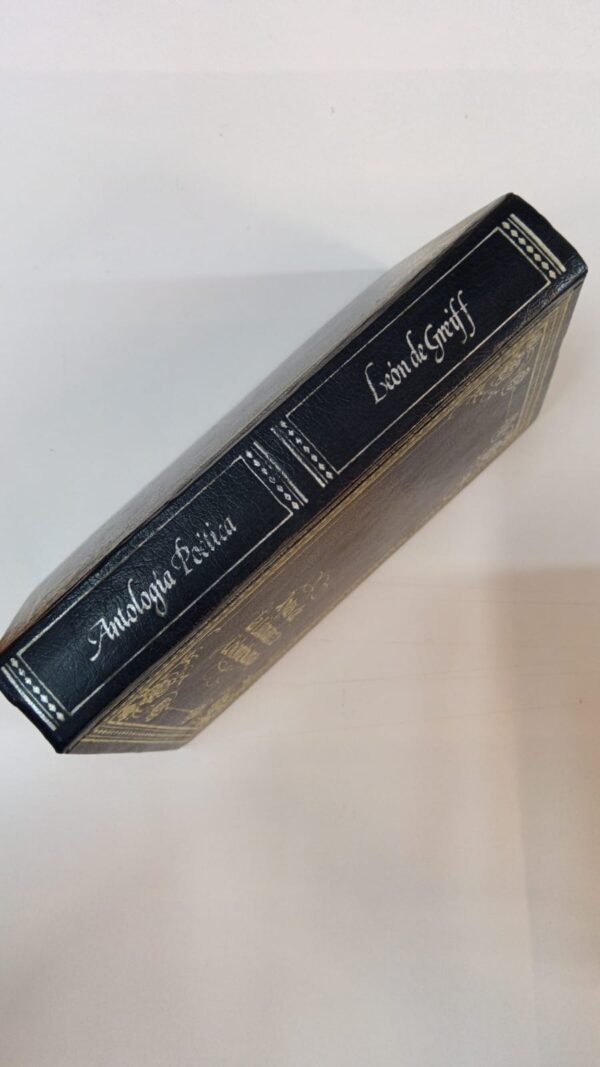 León de Greiff
Antología Poética